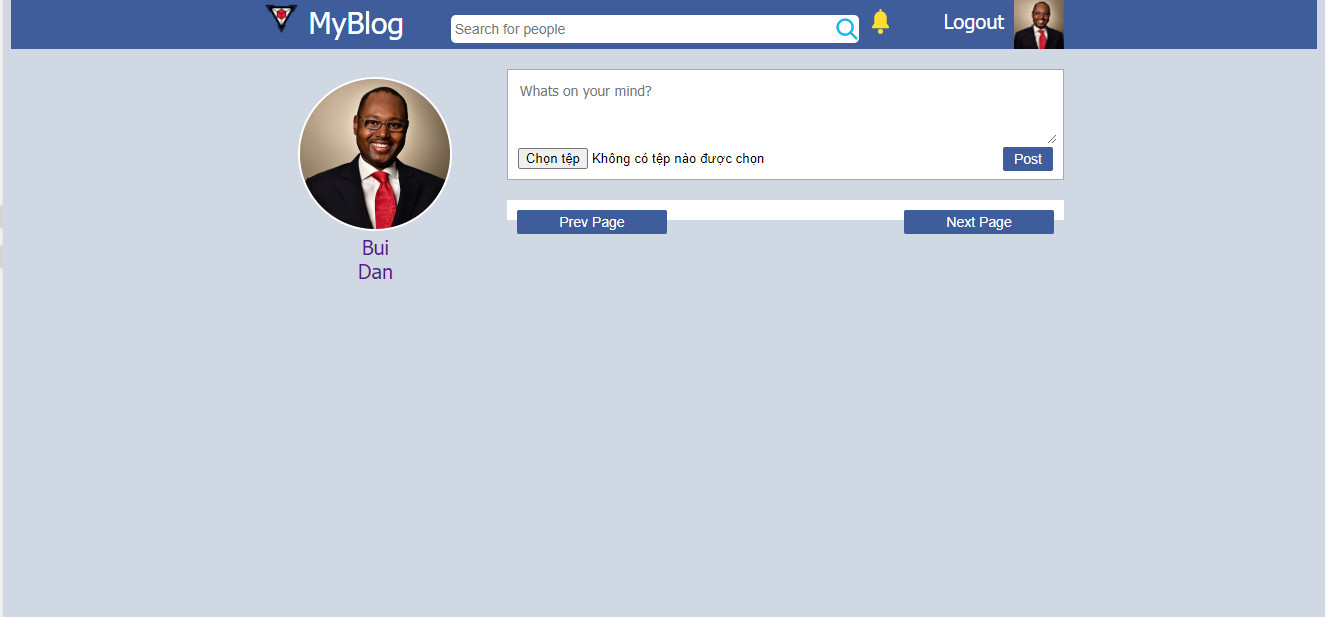 MyBlog
Search for people
Logout
Whats on your mind?
Chọn tệp Không có tệp nào được chọn
Post
Prev Page
Next Page
Bui
Dan